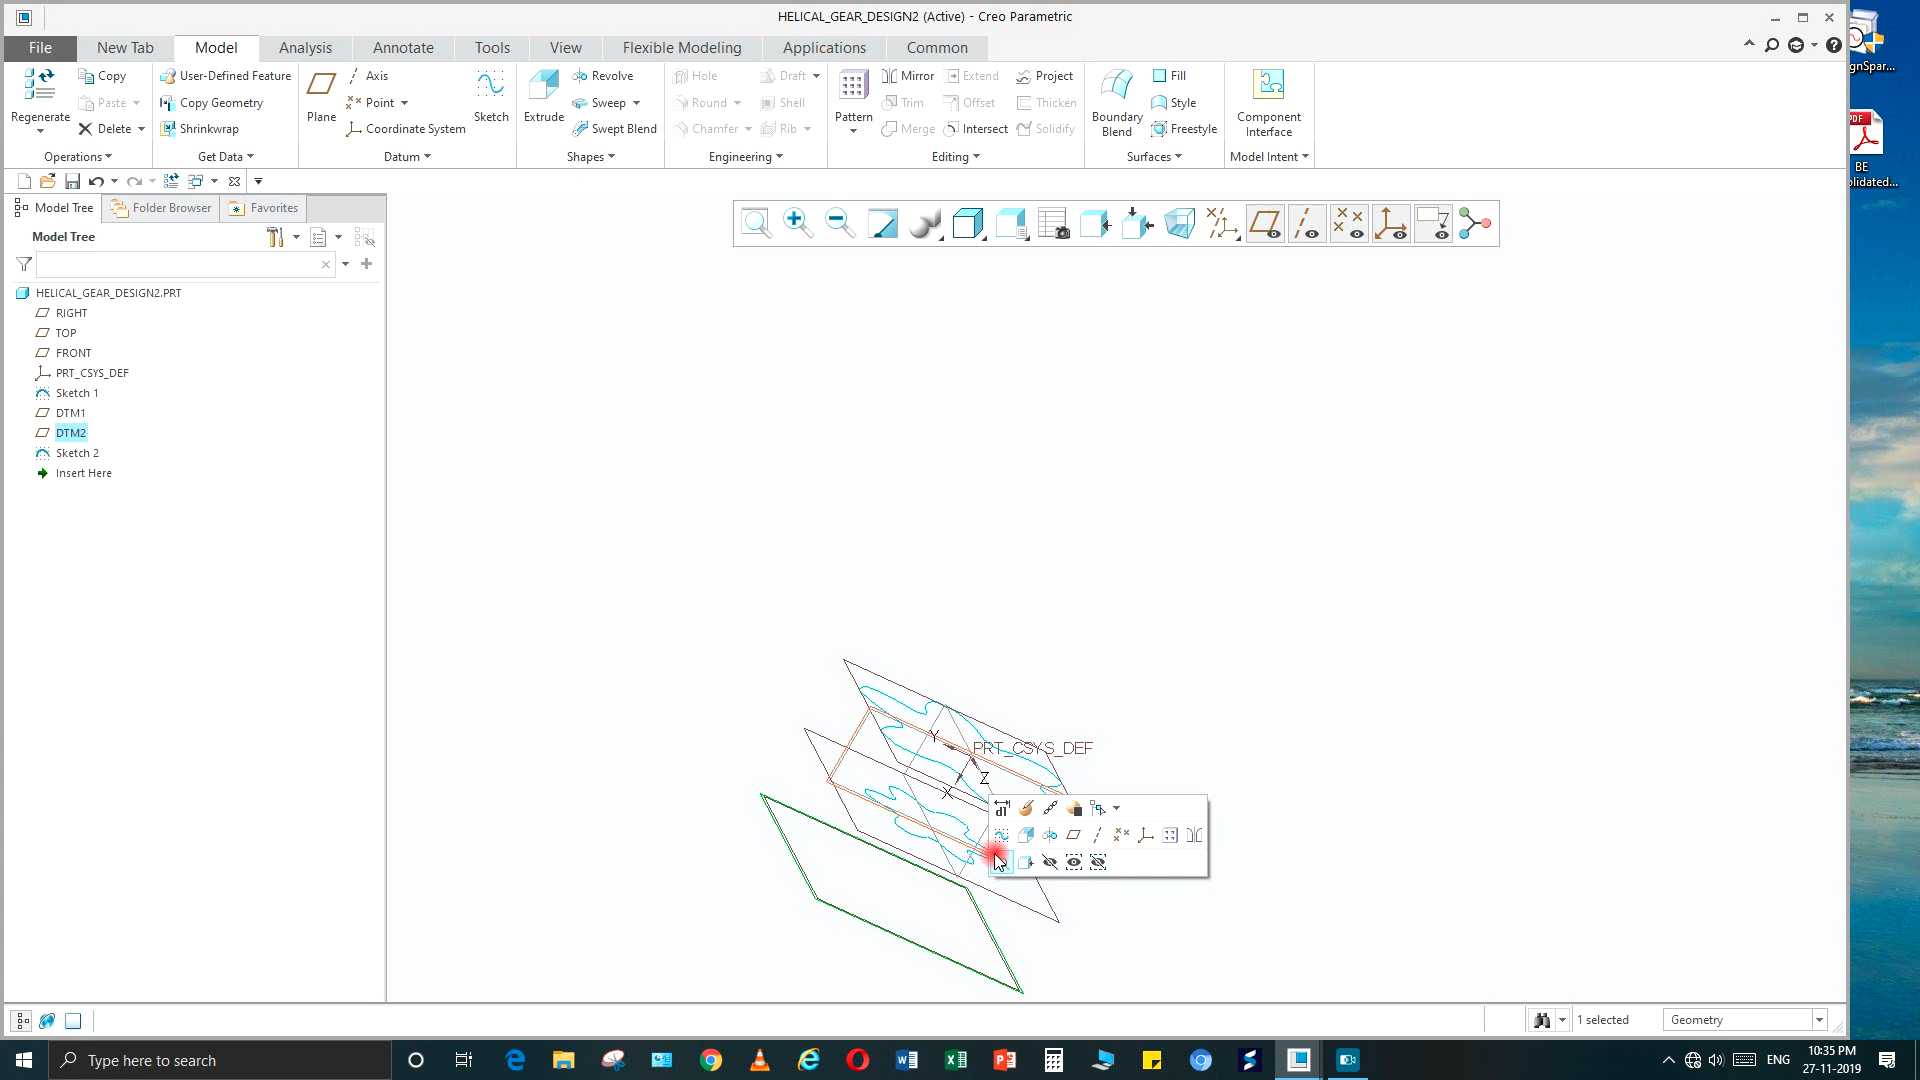 HELICAL_GEAR_DESIGN2 (Active) - Creo Parametric
File
New Tab
Model
Analysis
Annotate
Tools
View
Flexible Modeling
Applications
Common
Regenerate
Copy
Paste
Delete
Operations
User-Defined Feature
Copy Geometry
Shrinkwrap
Get Data
Plane
Axis
Point
Coordinate System
Sketch
Datum
Extrude
Revolve
Sweep
Swept Blend
Shapes
Hole
Draft
Round
Shell
Chamfer
Rib
Engineering
Pattern
Mirror
Extend
Project
Trim
Offset
Thicken
Merge
Intersect
Solidify
Editing
Boundary
Blend
Fill
Style
Freestyle
Surfaces
Component
Interface
Model Intent
Model Tree
Folder Browser
Favorites
Model Tree
HELICAL_GEAR_DESIGN2.PRT
RIGHT
TOP
FRONT
PRT_CSYS_DEF
Sketch 1
DTM1
DTM2
Sketch 2
Insert Here
Y
PRT_CSYS_DEF
Z
X
1 selected
Geometry
gnSpar...
PDF
BE
lidated...
Type here to search
ENG
10:35 PM
27-11-2019